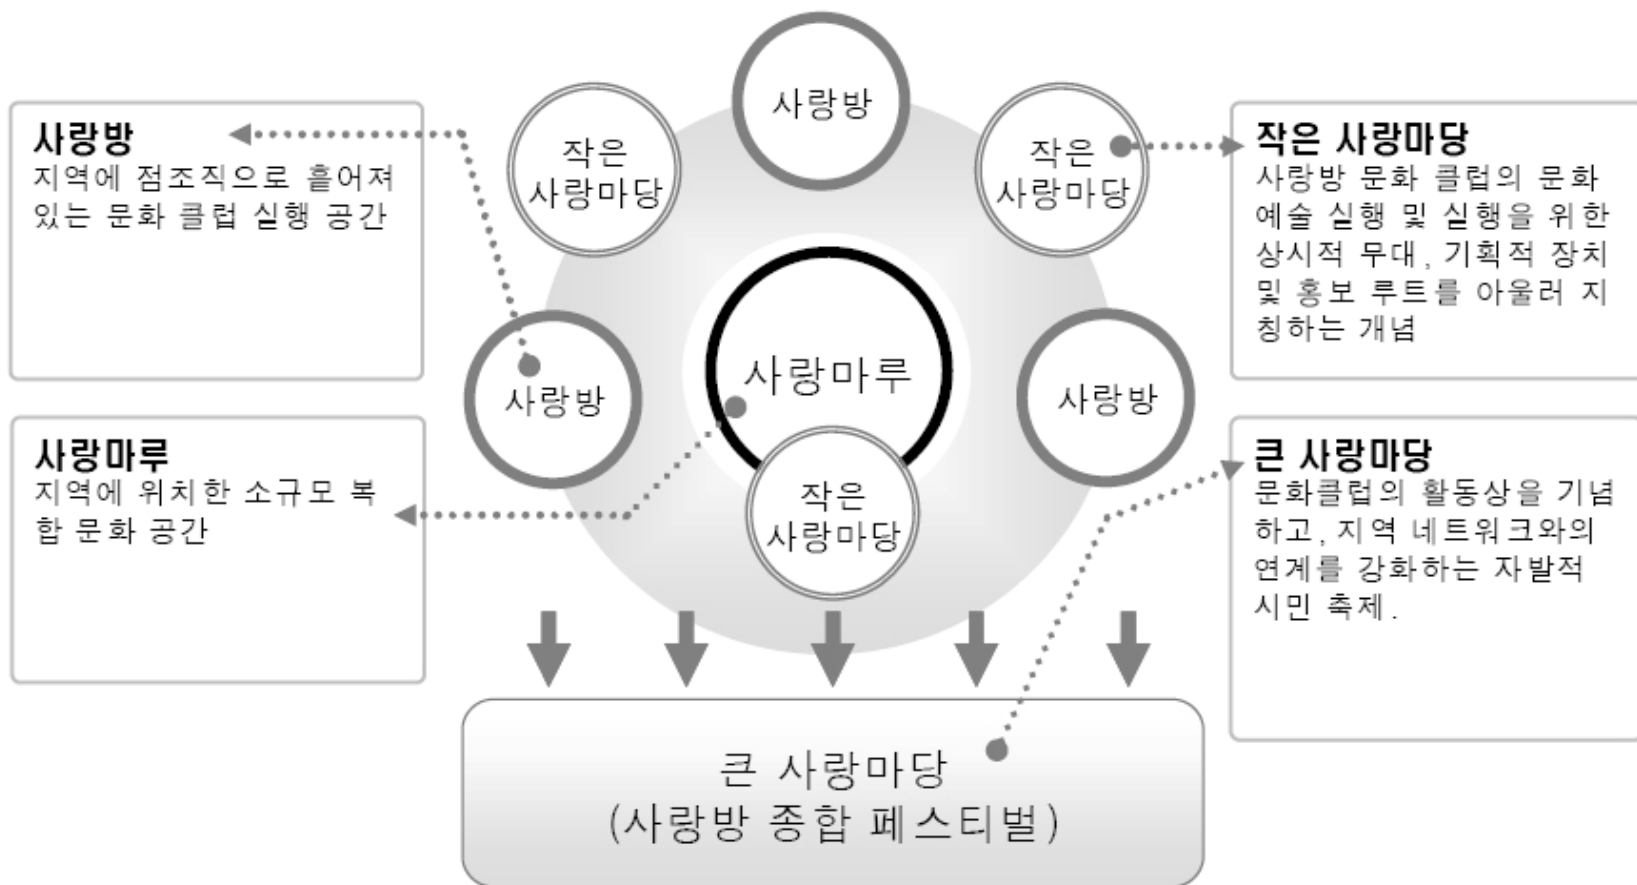 사랑방
지역에 점조직으로 흩어져
있는 문화 클럽 실행 공간
사랑마루
지역에 위치한 소규모 복
합 문화 공간
사랑방
작은
사랑마당
작은
사랑마당
사랑마루
사랑방
사랑방
작은
사랑마당
작은 사랑마당
사랑방 문화 클럽의 문화
예술 실행 및 실행을 위한
상시적 무대, 기획적 장치
및 홍보 루트를 아울러 지
칭하는 개념
큰 사랑마당
문화클럽의 활동상을 기념
하고, 지역 네트워크와의
연계를 강화하는 자발적
시민 축제.
큰 사랑마당
(사랑방 종합 페스티벌)